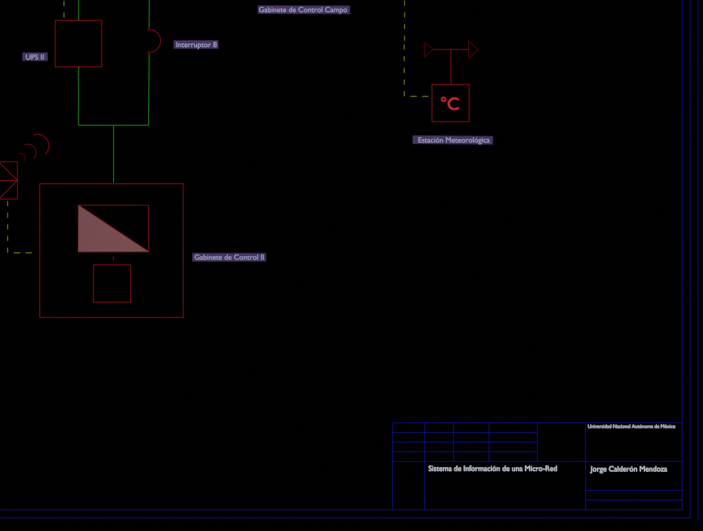 Gabinete de Control Campo
Interruptor B
UPS II
°C
Estación Meteorológica
Gabinete de Control II
Universidad Nacional Autónoma de México
Sistema de Información de una Micro-Red
Jorge Calderón Mendoza